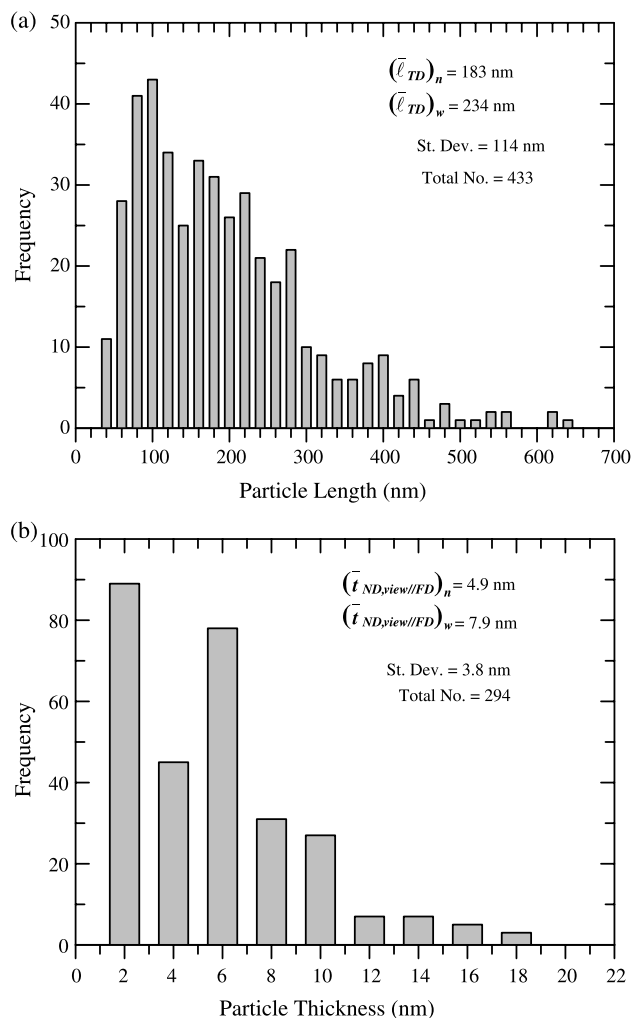 (a)
50
40
30
20
10
0
Frequency
(ℓ̄ TD)n = 183 nm
(ℓ̄ TD)w = 234 nm
St. Dev. = 114 nm
Total No. = 433
0 100 200 300 400 500 600 700
Particle Length (nm)
(b)
100
80
60
40
20
0
Frequency
(t̄ ND,view//FD)n = 4.9 nm
(t̄ ND,view//FD)w = 7.9 nm
St. Dev. = 3.8 nm
Total No. = 294
0 2 4 6 8 10 12 14 16 18 20 22
Particle Thickness (nm)